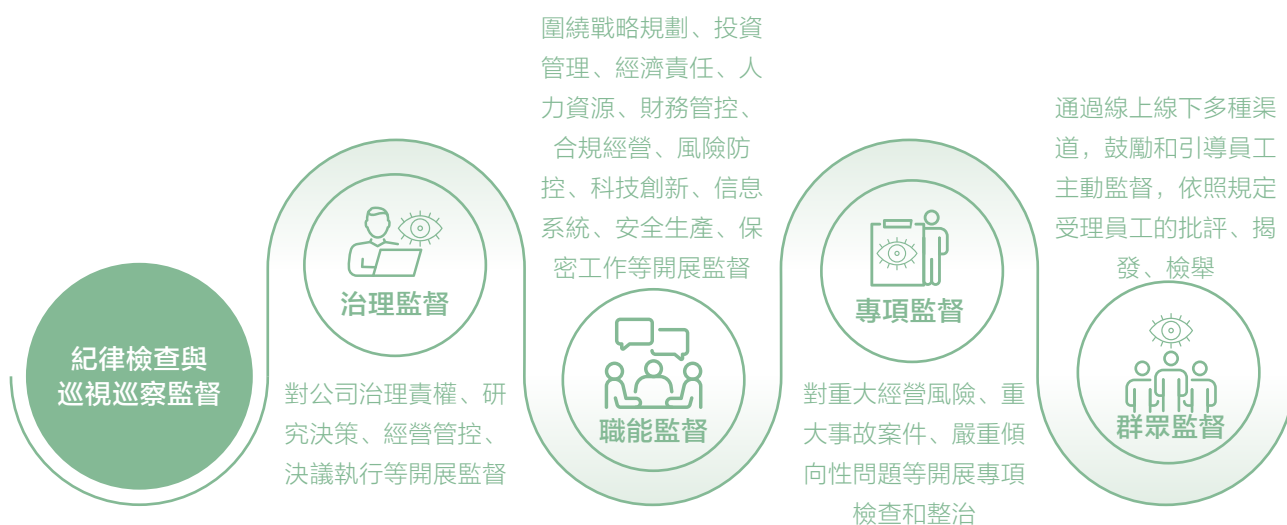 紀律檢查與
巡視巡察監督
治理監督
對公司治理責權、研
究決策、經營管控、
決議執行等開展監督
圍繞戰略規劃、投資
管理、經濟責任、人
力資源、財務管控、
合規經營、風險防
控、科技創新、信息
系統、安全生產、保
密工作等開展監督
職能監督
專項監督
對重大經營風險、重
大事故案件、嚴重傾
向性問題等開展專項
檢查和整治
通過線上線下多種渠
道，鼓勵和引導員工
主動監督，依照規定
受理員工的批評、揭
發、檢舉
群眾監督